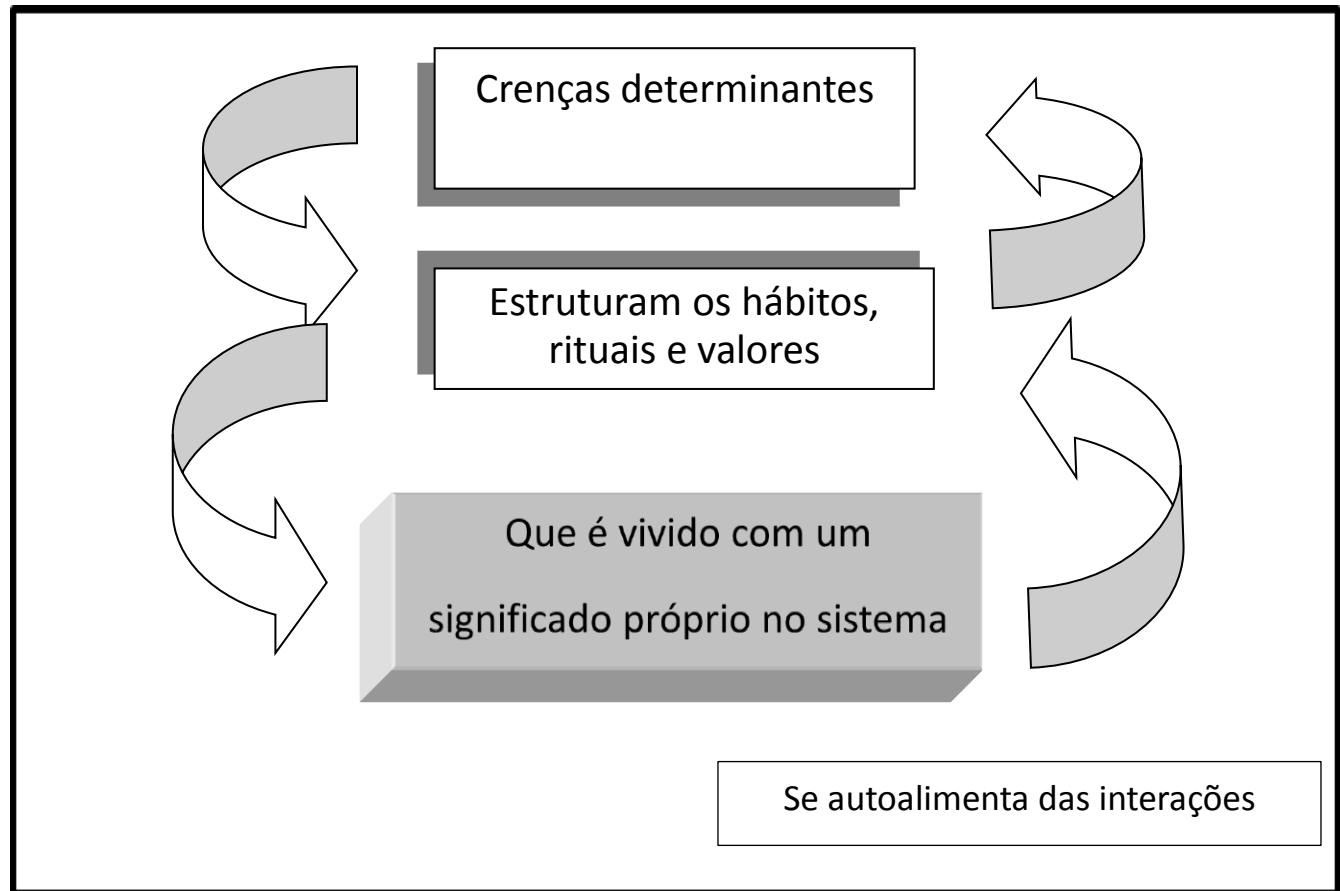 Crenças determinantes
Estruturam os hábitos,
rituais e valores
Que é vivido com um
significado próprio no sistema
Se autoalimenta das interações